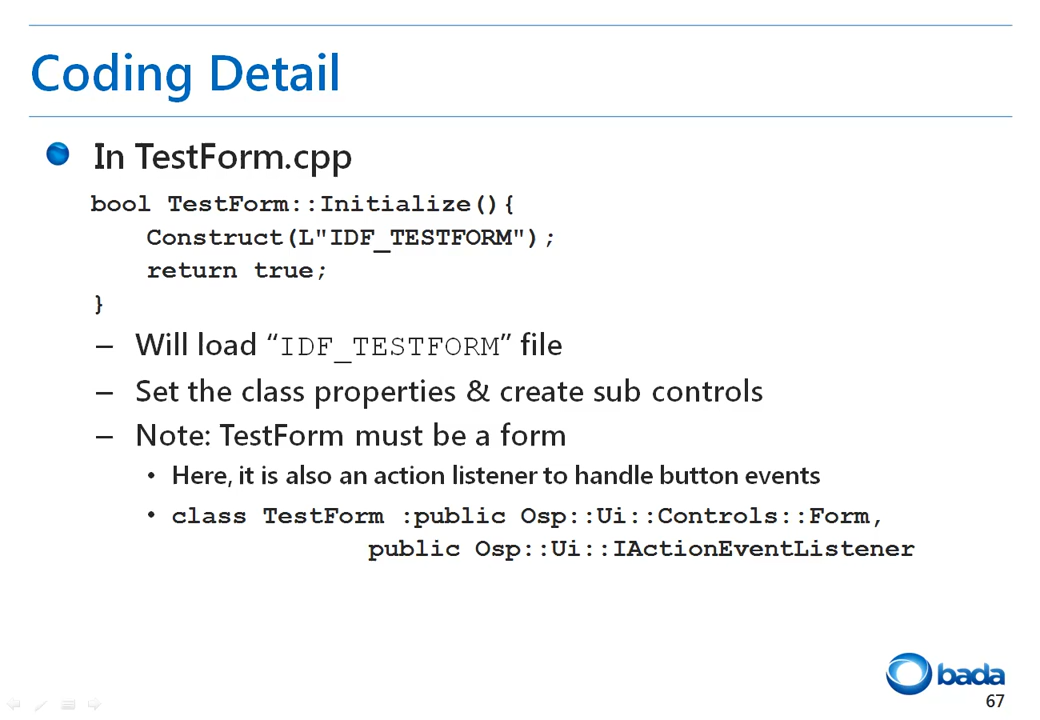 Coding Detail
In TestForm.cpp
bool TestForm::Initialize(){
Construct(L"IDF_TESTFORM");
return true;
}
– Will load “IDF_TESTFORM” file
– Set the class properties & create sub controls
– Note: TestForm must be a form
• Here, it is also an action listener to handle button events
• class TestForm :public Osp::Ui::Controls::Form,
public Osp::Ui::IActionEventListener
bada
67